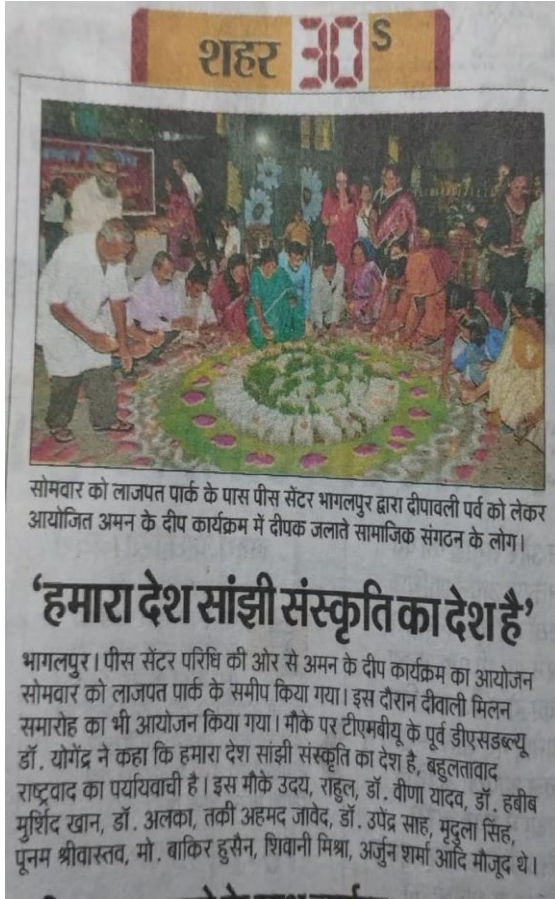 शहर 30s
सोमवार को लाजपत पार्क के पास पीस सेंटर भागलपुर द्वारा दीपावली पर्व को लेकर
आयोजित अमन के दीप कार्यक्रम में दीपक जलाते सामाजिक संगठन के लोग।
‘हमारा देश सांझी संस्कृति का देश है’
भागलपुर। पीस सेंटर परिधि की ओर से अमन के दीप कार्यक्रम का आयोजन
सोमवार को लाजपत पार्क के समीप किया गया। इस दौरान दीवाली मिलन
समारोह का भी आयोजन किया गया। मौके पर टीएमबीयू के पूर्व डीएसडब्ल्यू
डॉ. योगेंद्र ने कहा कि हमारा देश सांझी संस्कृति का देश है, बहुलतावाद
राष्ट्रवाद का पर्यायवाची है। इस मौके उदय, राहुल, डॉ. वीणा यादव, डॉ. हबीब
मुर्शिद खान, डॉ. अलका, तकी अहमद जावेद, डॉ. उपेंद्र साह, मृदुला सिंह,
पूनम श्रीवास्तव, मो. बाकिर हुसैन, शिवानी मिश्रा, अर्जुन शर्मा आदि मौजूद थे।